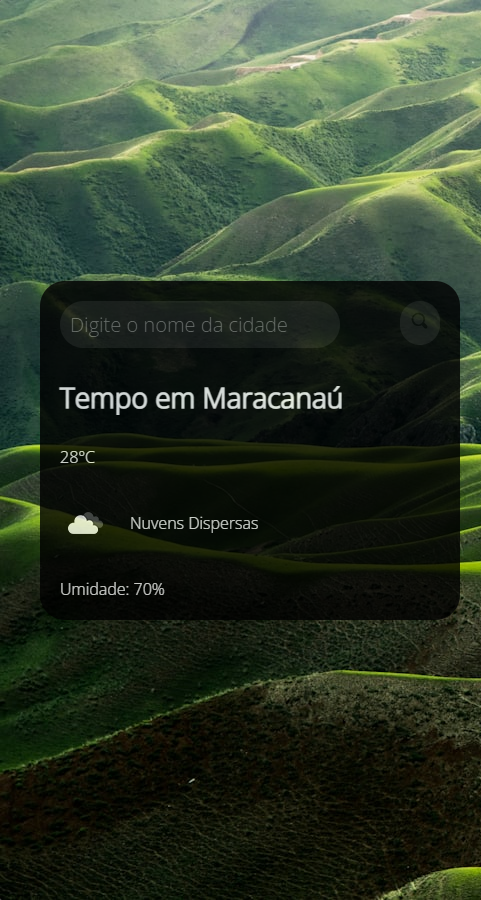 Digite o nome da cidade
Tempo em Maracanaú
28°C
Nuvens Dispersas
Umidade: 70%